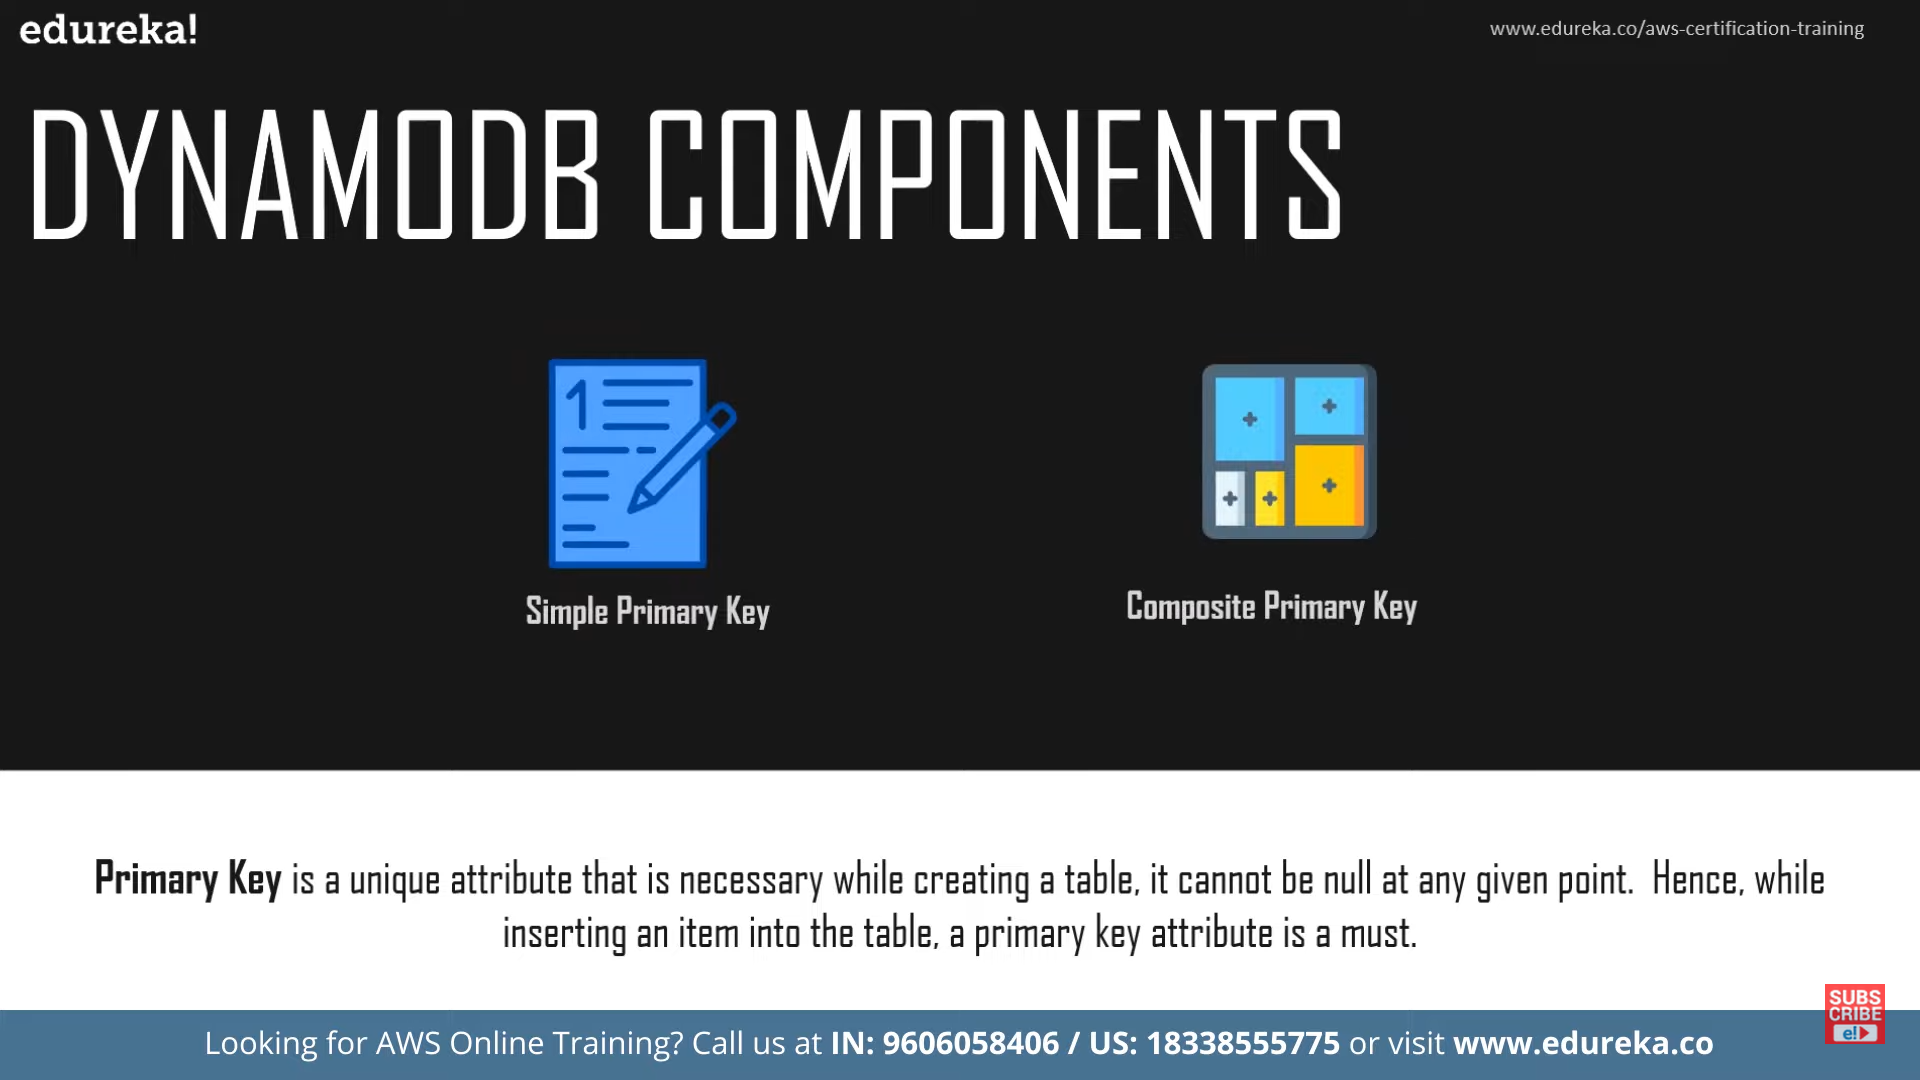 edureka!
www.edureka.co/aws-certification-training
DYNAMODB COMPONENTS
1
Simple Primary Key
Composite Primary Key
Primary Key is a unique attribute that is necessary while creating a table, it cannot be null at any given point.  Hence, while
inserting an item into the table, a primary key attribute is a must.
SUBS
CRIBE
e!
Looking for AWS Online Training? Call us at IN: 9606058406 / US: 18338555775 or visit www.edureka.co